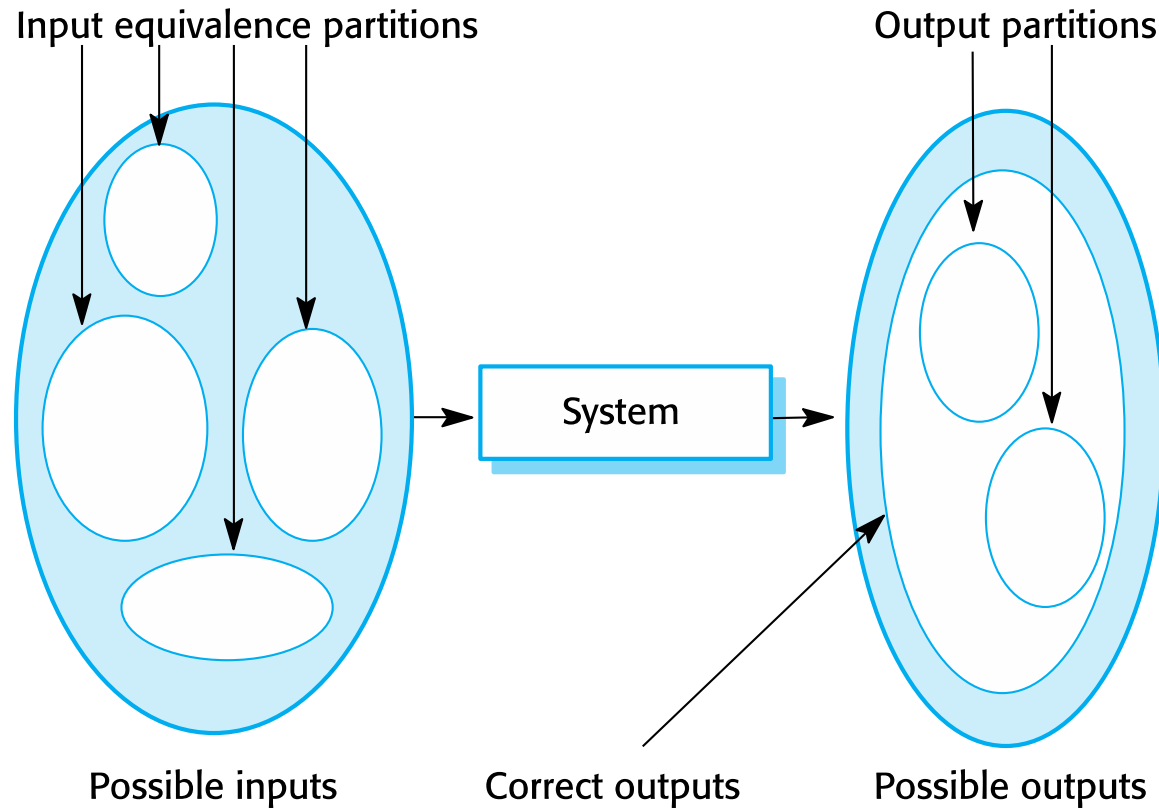 Input equivalence partitions
Output partitions
System
Possible inputs
Correct outputs
Possible outputs